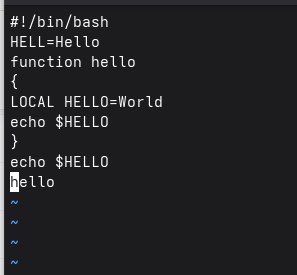 #!/bin/bash
HELL=Hello
function hello
{
LOCAL HELLO=World
echo $HELLO
}
echo $HELLO
hello
~
~
~
~